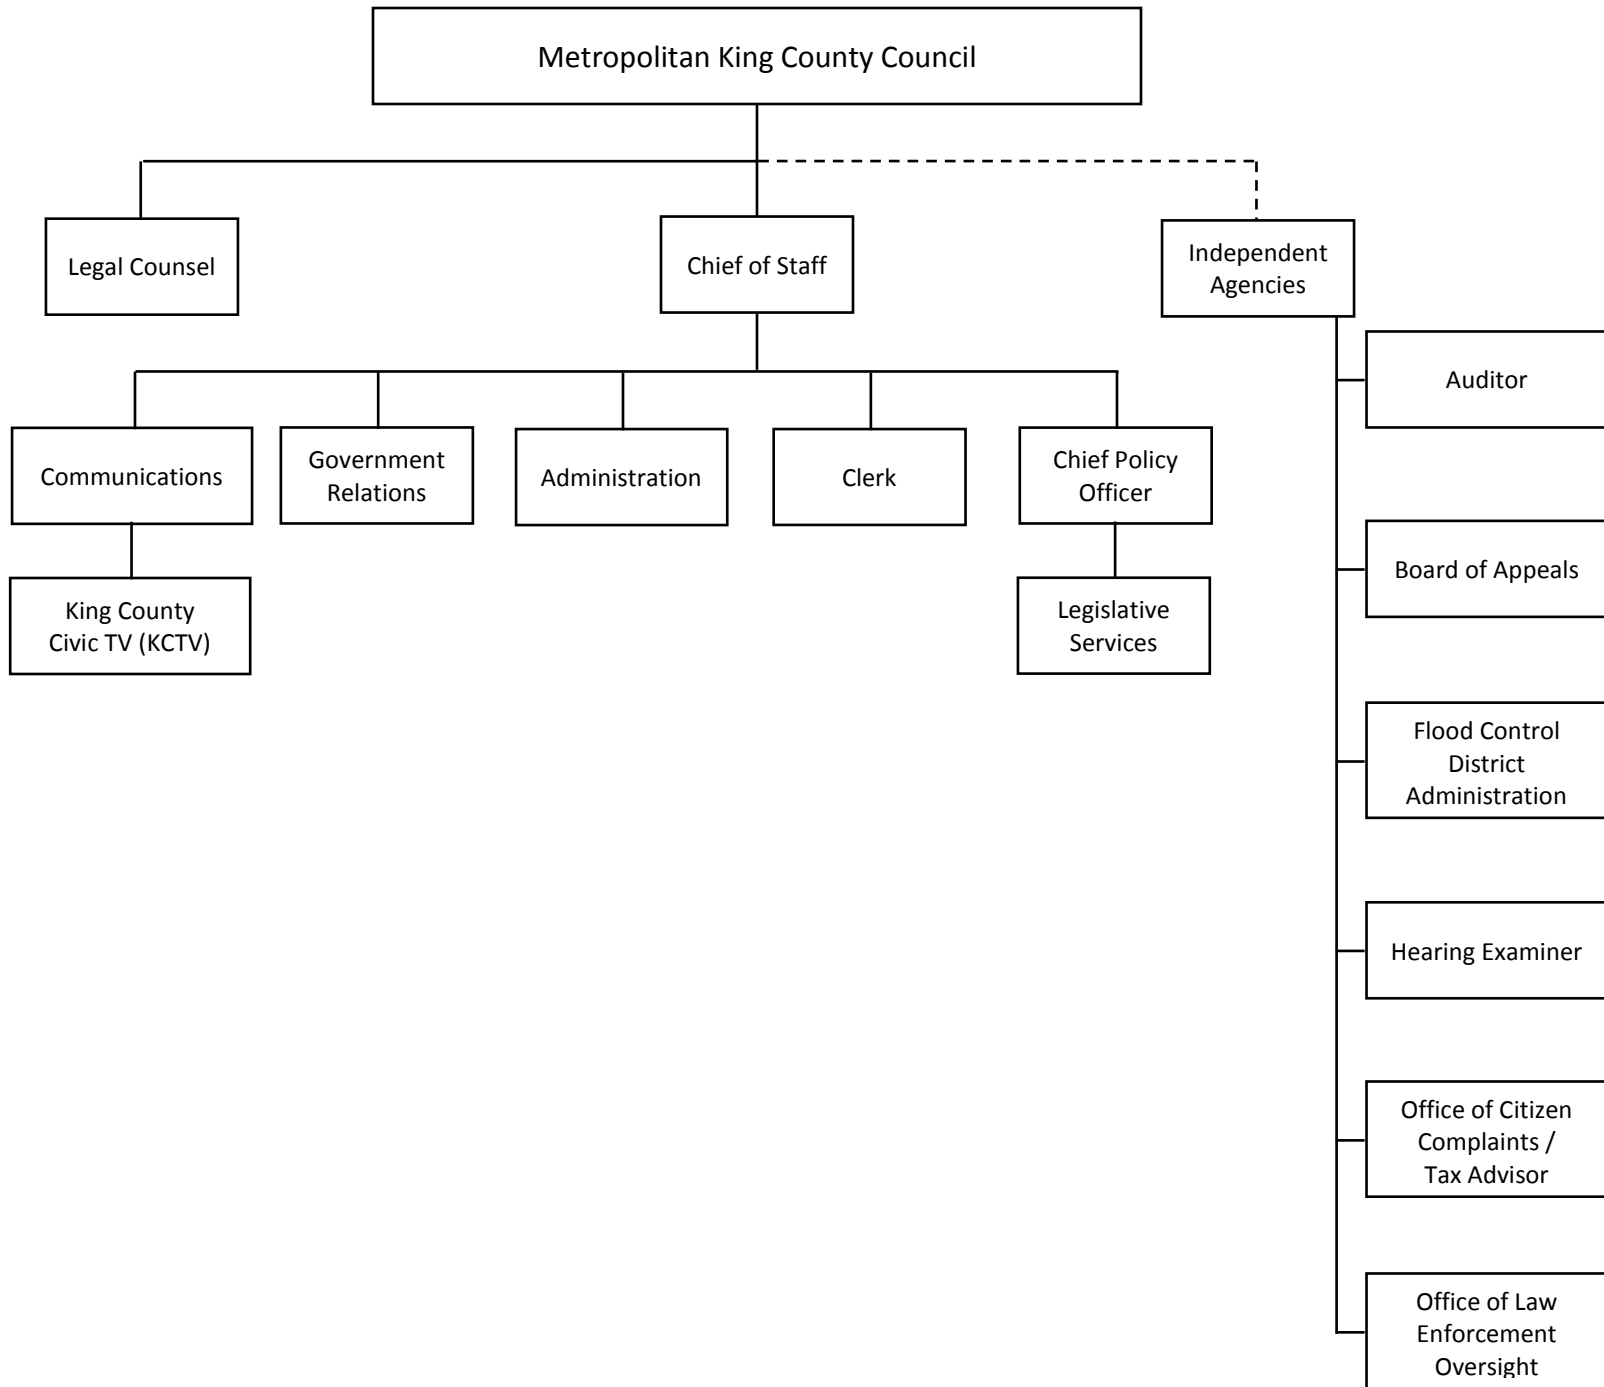 Metropolitan King County Council
Legal Counsel
Chief of Staff
Independent
Agencies
Auditor
Communications
Government
Relations
Administration
Clerk
Chief Policy
Officer
Board of Appeals
King County
Civic TV (KCTV)
Legislative
Services
Flood Control
District
Administration
Hearing Examiner
Office of Citizen
Complaints /
Tax Advisor
Office of Law
Enforcement
Oversight